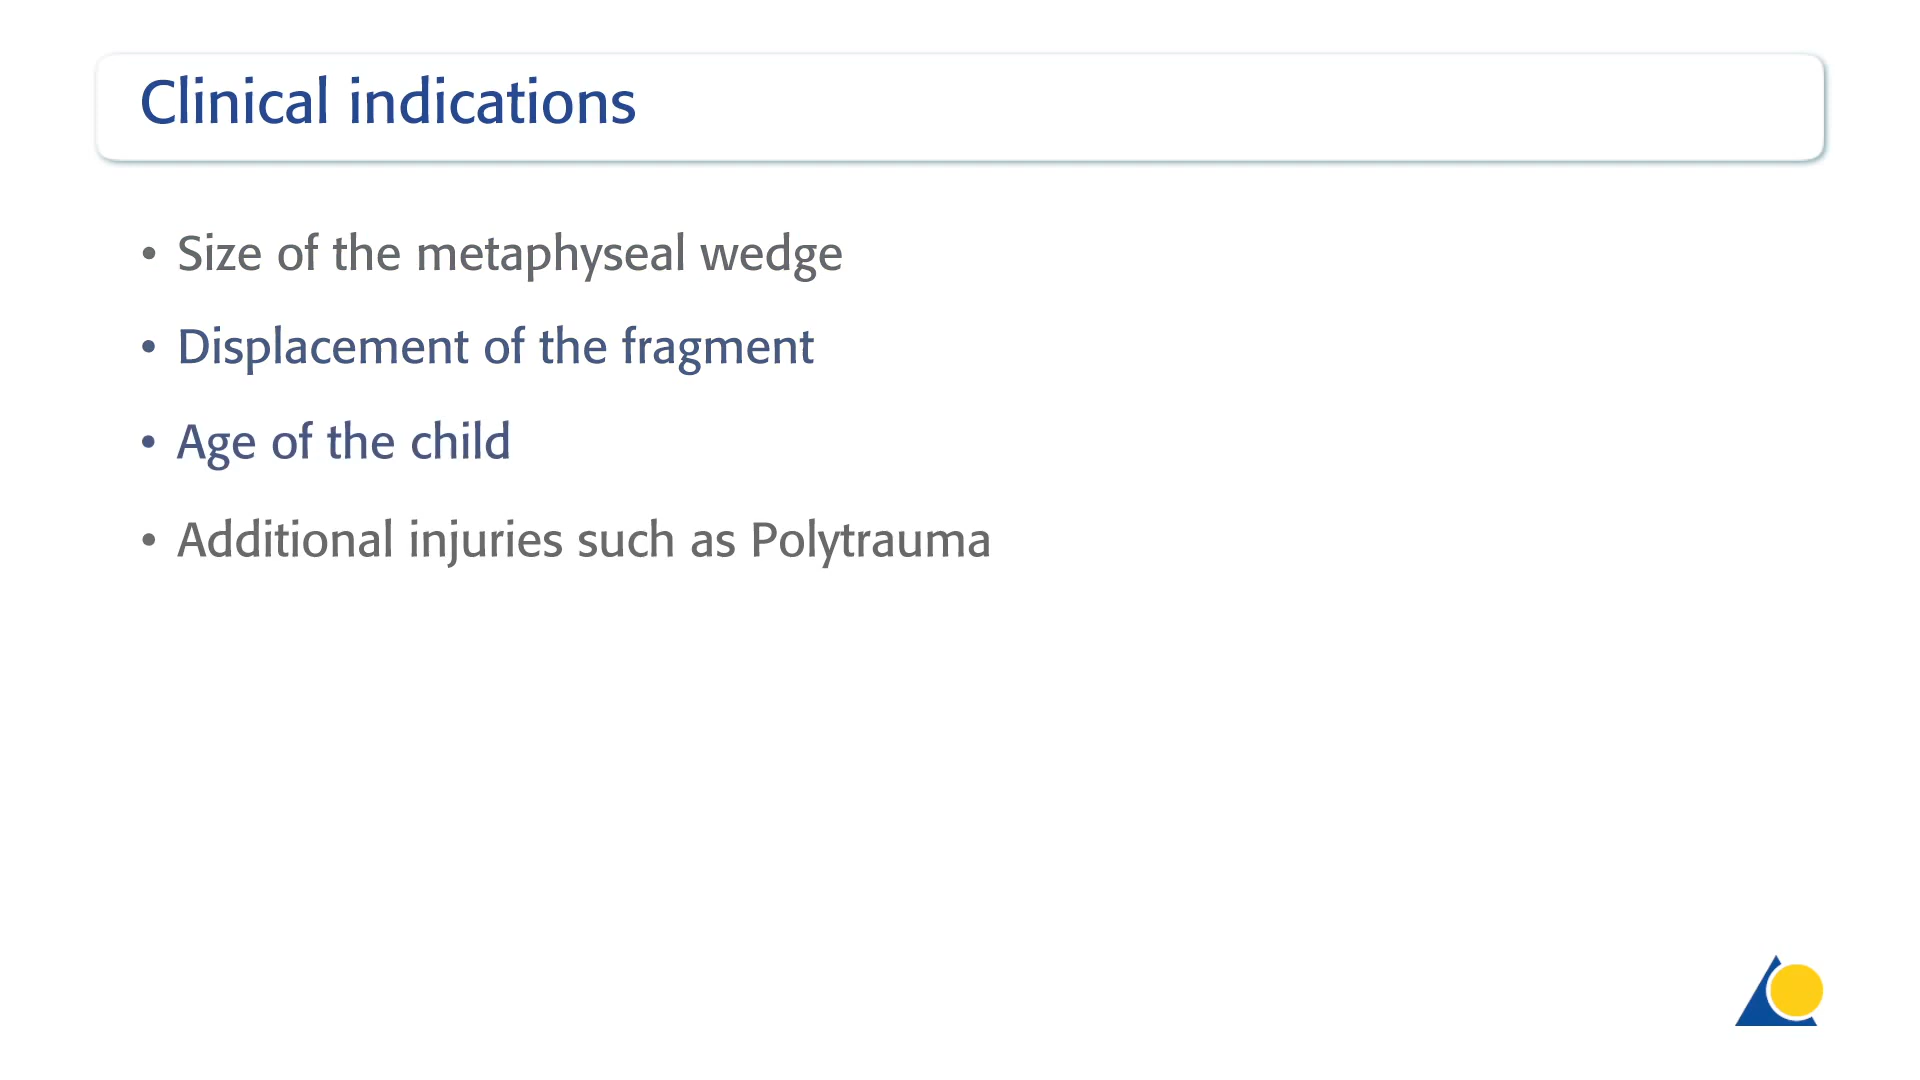 Clinical indications
• Size of the metaphyseal wedge
• Displacement of the fragment
• Age of the child
• Additional injuries such as Polytrauma